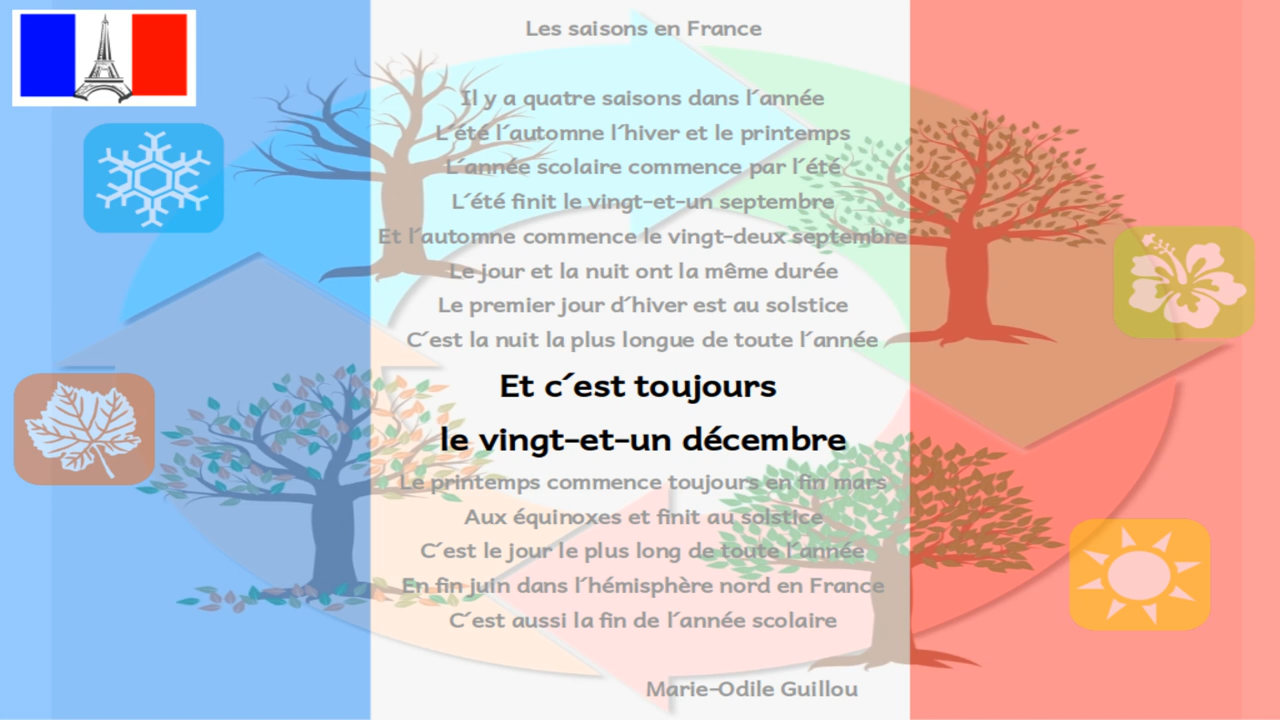 Les saisons en France
Il y a quatre saisons dans l´année
L´été l´automne l´hiver et le printemps
L´année scolaire commence par l´été
L´été finit le vingt-et-un septembre
Et l´automne commence le vingt-deux septembre
Le jour et la nuit ont la même durée
Le premier jour d´hiver est au solstice
C´est la nuit la plus longue de toute l´année
Et c´est toujours
le vingt-et-un décembre
Le printemps commence toujours en fin mars
Aux équinoxes et finit au solstice
C´est le jour le plus long de toute l´année
En fin juin dans l´hémisphère nord en France
C´est aussi la fin de l´année scolaire
Marie-Odile Guillou